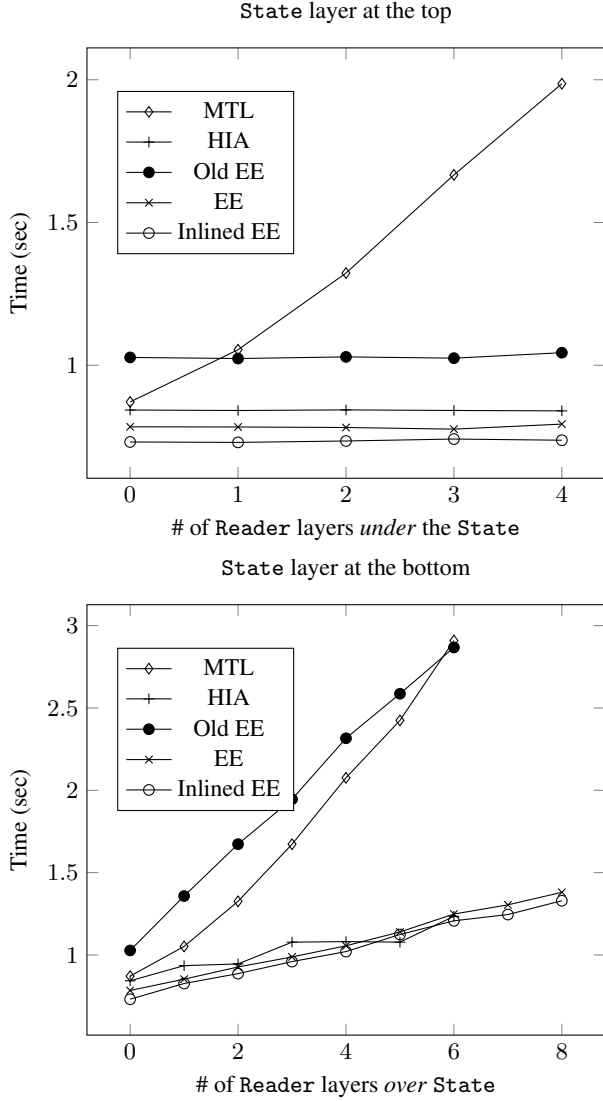 State layer at the top
2
1.5
1
Time (sec)
MTL
HIA
Old EE
EE
Inlined EE
0 1 2 3 4
# of Reader layers under the State
State layer at the bottom
3
2.5
2
1.5
1
Time (sec)
MTL
HIA
Old EE
EE
Inlined EE
0 2 4 6 8
# of Reader layers over State